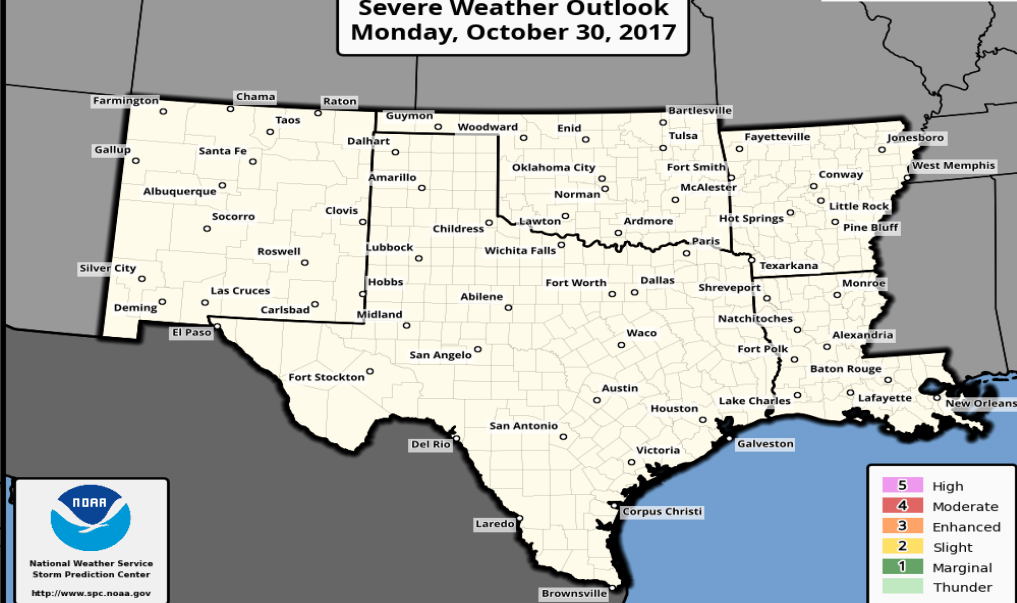 Severe Weather Outlook
Monday, October 30, 2017
Farmington
Chama
Raton
Taos
Guymon
Woodward
Enid
Bartlesville
Tulsa
Fayetteville
Jonesboro
Gallup
Santa Fe
Dalhart
Oklahoma City
Fort Smith
West Memphis
Albuquerque
Amarillo
Norman
McAlester
Conway
Little Rock
Socorro
Clovis
Childress
Lawton
Ardmore
Hot Springs
Pine Bluff
Roswell
Lubbock
Wichita Falls
Paris
Texarkana
Silver City
Las Cruces
Hobbs
Abilene
Fort Worth
Dallas
Shreveport
Monroe
Deming
Carlsbad
Midland
Natchitoches
El Paso
San Angelo
Waco
Fort Polk
Alexandria
Fort Stockton
Austin
Baton Rouge
Houston
Lake Charles
Lafayette
New Orleans
Del Rio
San Antonio
Victoria
Galveston
Laredo
Corpus Christi
Brownsville
NOAA
National Weather Service
Storm Prediction Center
http://www.spc.noaa.gov
5 High
4 Moderate
3 Enhanced
2 Slight
1 Marginal
Thunder